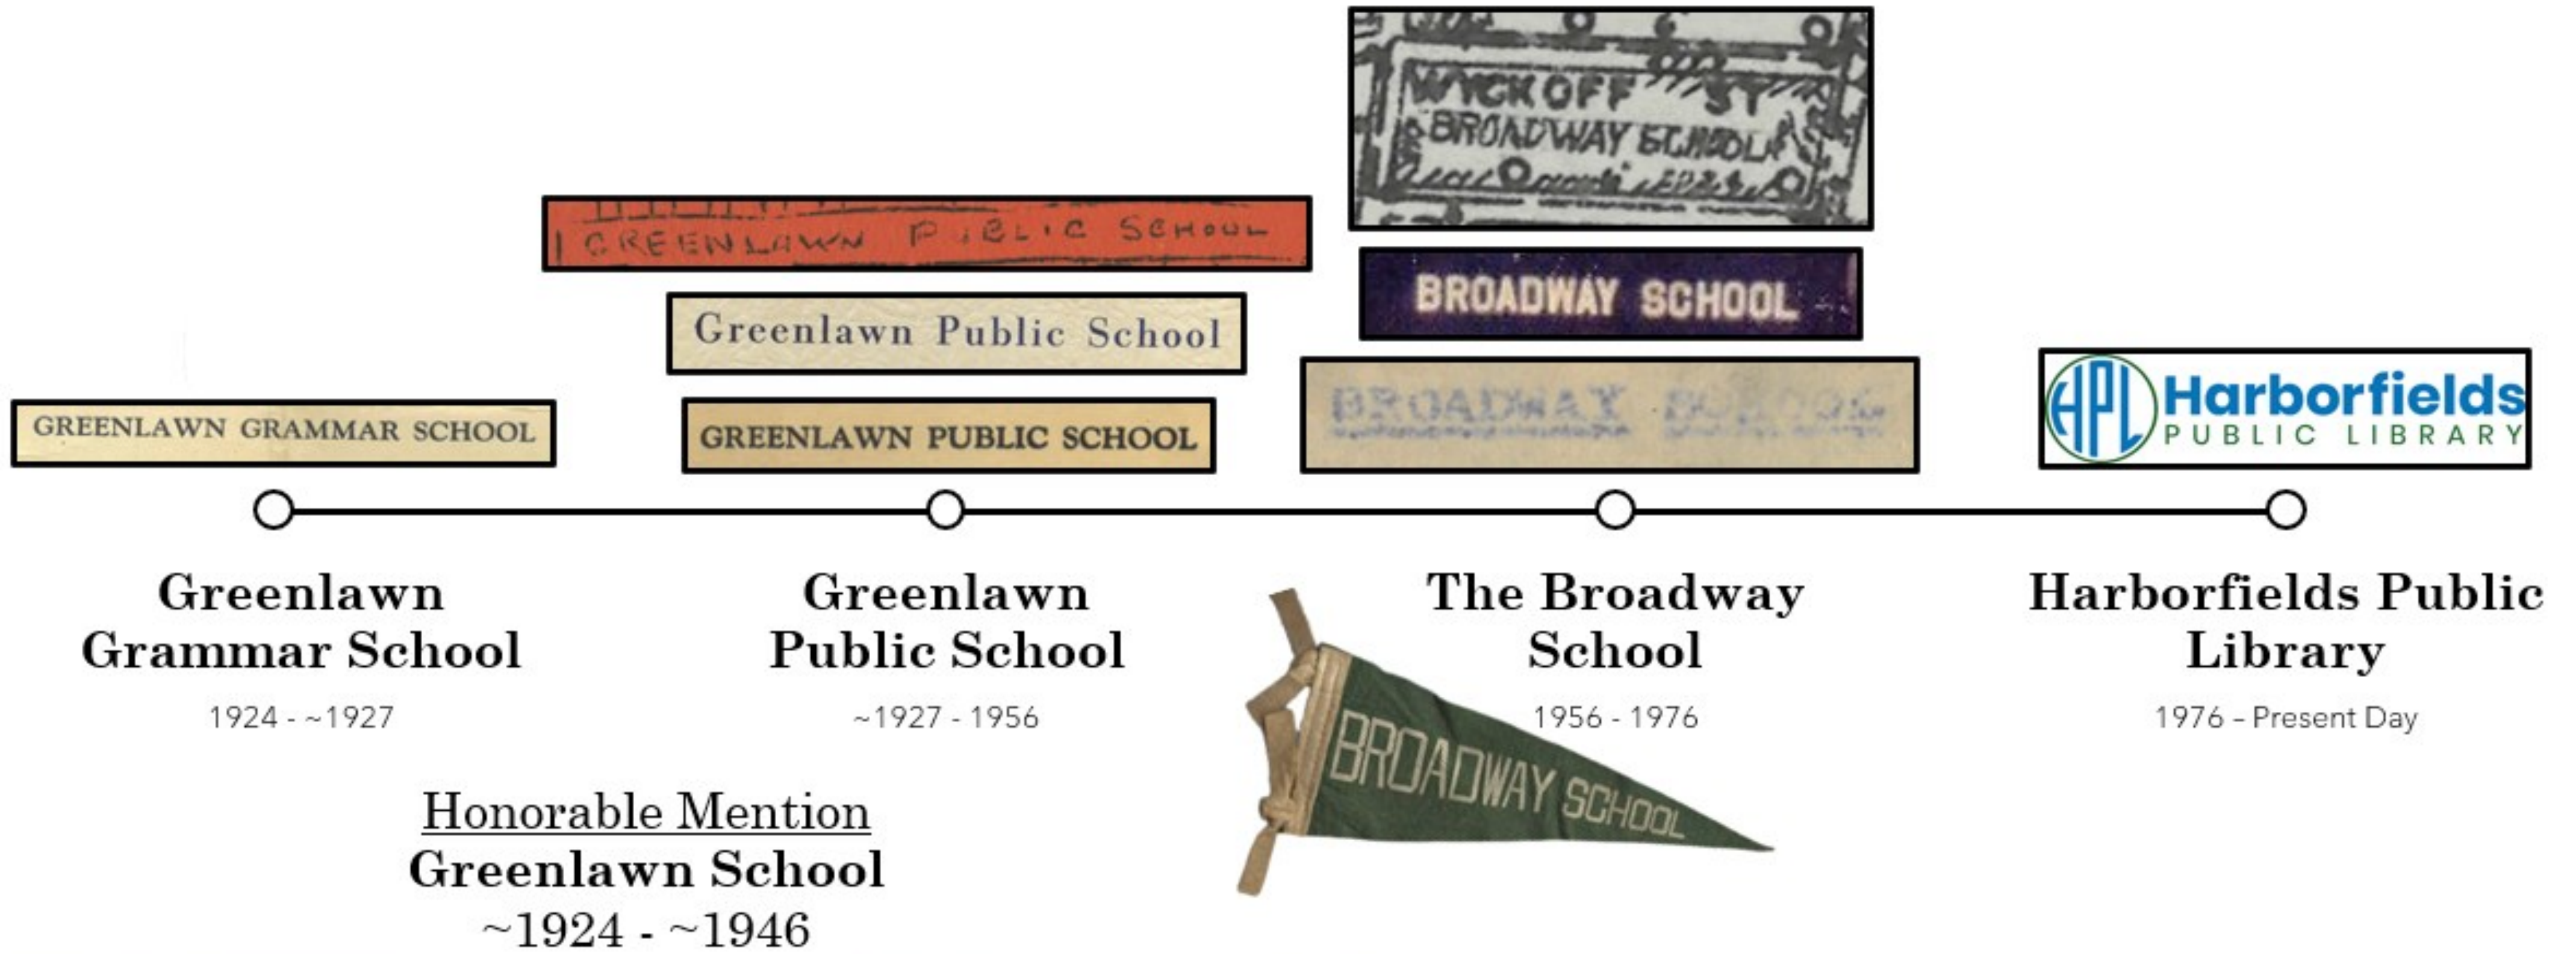 WYCKOFF ST
BROADWAY SCHOOL
GREENLAWN PUBLIC SCHOOL
BROADWAY SCHOOL
Greenlawn Public School
GREENLAWN GRAMMAR SCHOOL
GREENLAWN PUBLIC SCHOOL
BROADWAY SCHOOL
HPL Harborfields
PUBLIC LIBRARY
Greenlawn
Grammar School
1924 - ~1927
Greenlawn
Public School
~1927 - 1956
The Broadway
School
1956 - 1976
Harborfields Public
Library
1976 – Present Day
BROADWAY SCHOOL
Honorable Mention
Greenlawn School
~1924 - ~1946